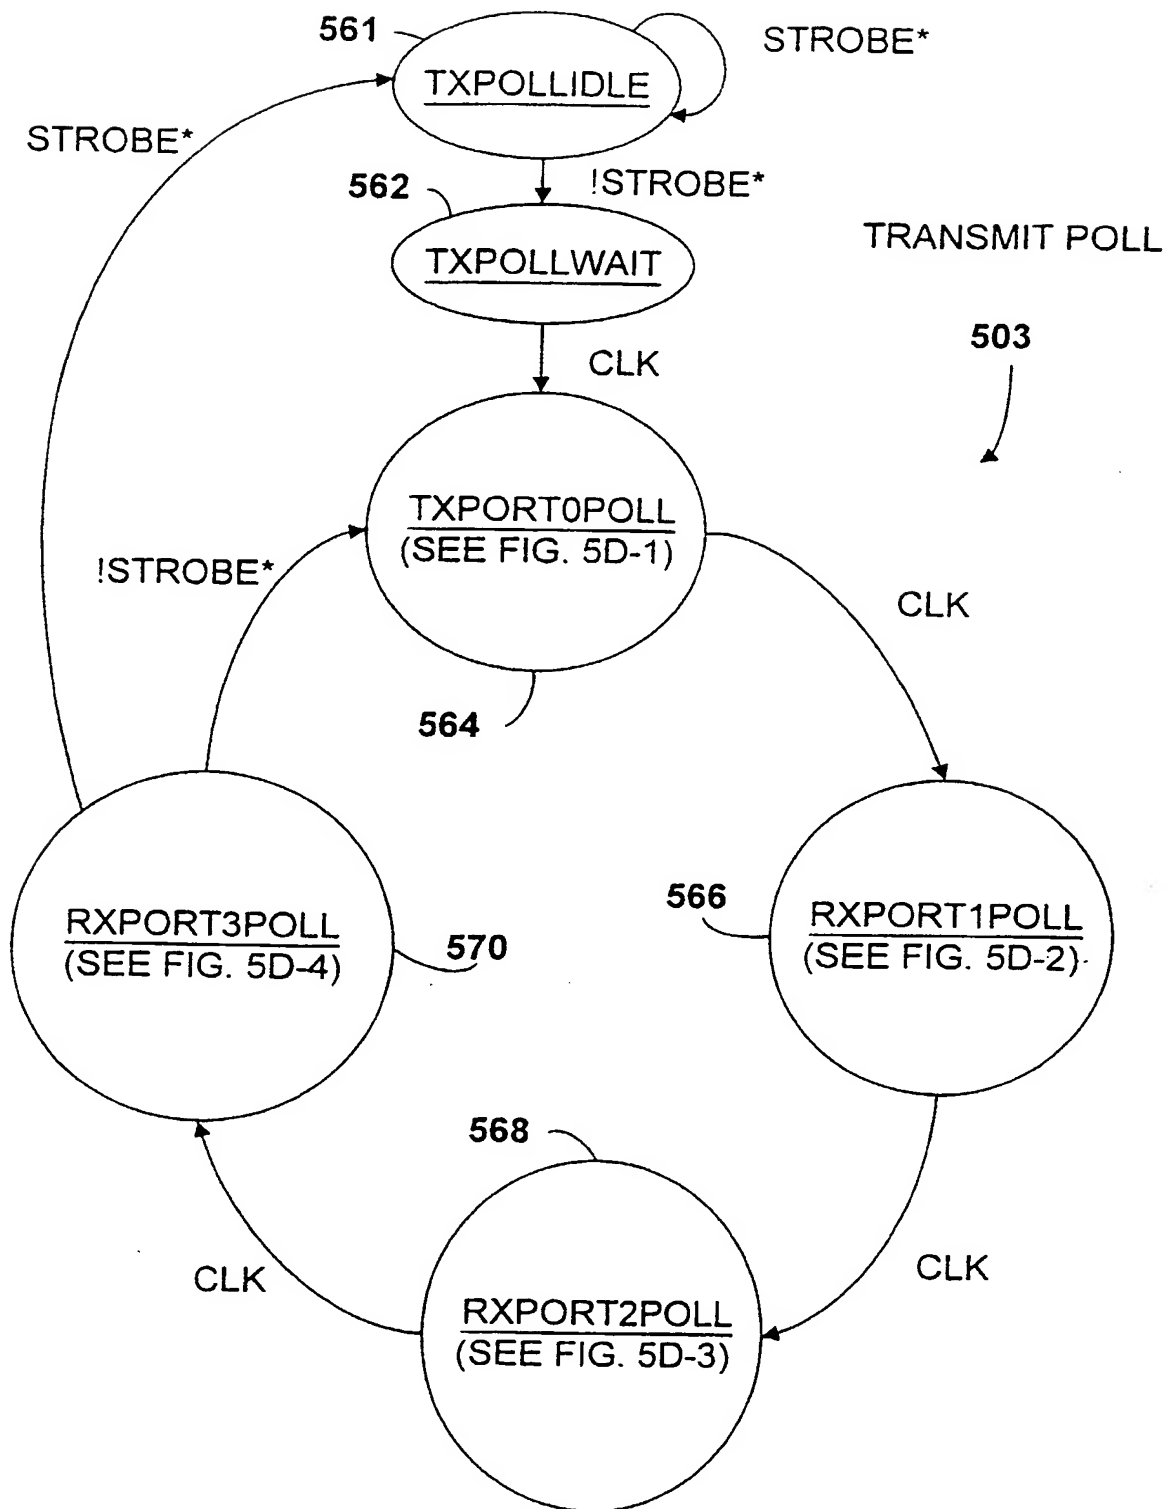 561
STROBE*
TXPOLLIDLE
STROBE*
!STROBE*
562
TXPOLLWAIT
TRANSMIT POLL
503
CLK
TXPORT0POLL
(SEE FIG. 5D-1)
!STROBE*
CLK
564
RXPORT3POLL
(SEE FIG. 5D-4)
570
566
RXPORT1POLL
(SEE FIG. 5D-2)
568
CLK
CLK
RXPORT2POLL
(SEE FIG. 5D-3)